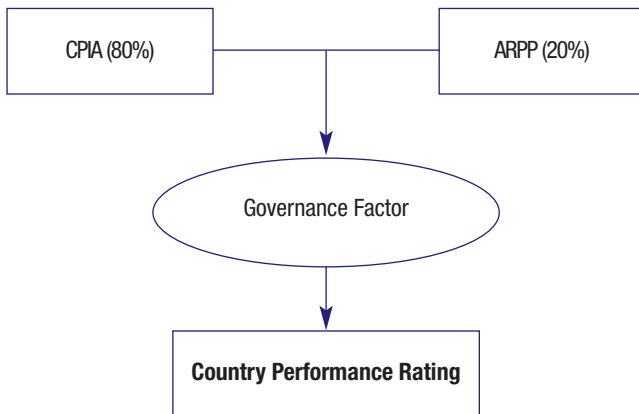 CPIA (80%)
ARPP (20%)
Governance Factor
Country Performance Rating